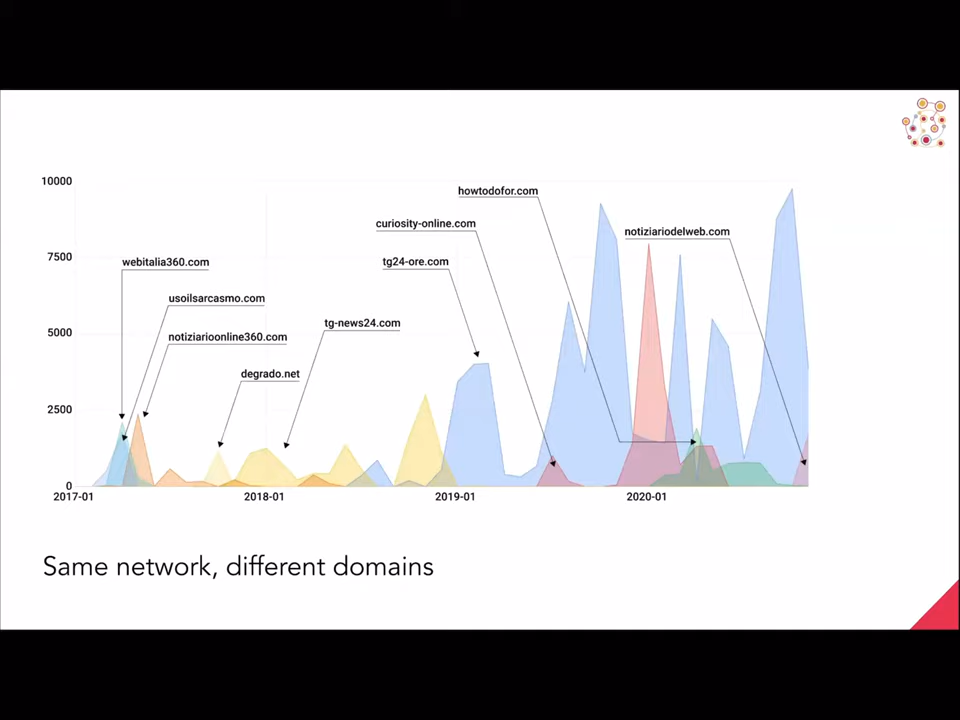 10000
howtodofor.com
curiosity-online.com
notiziariodelweb.com
7500
webitalia360.com
tg24-ore.com
usoilsarcasmo.com
tg-news24.com
5000
notiziarioonline360.com
degrado.net
2500
0
2017-01
2018-01
2019-01
2020-01
Same network, different domains